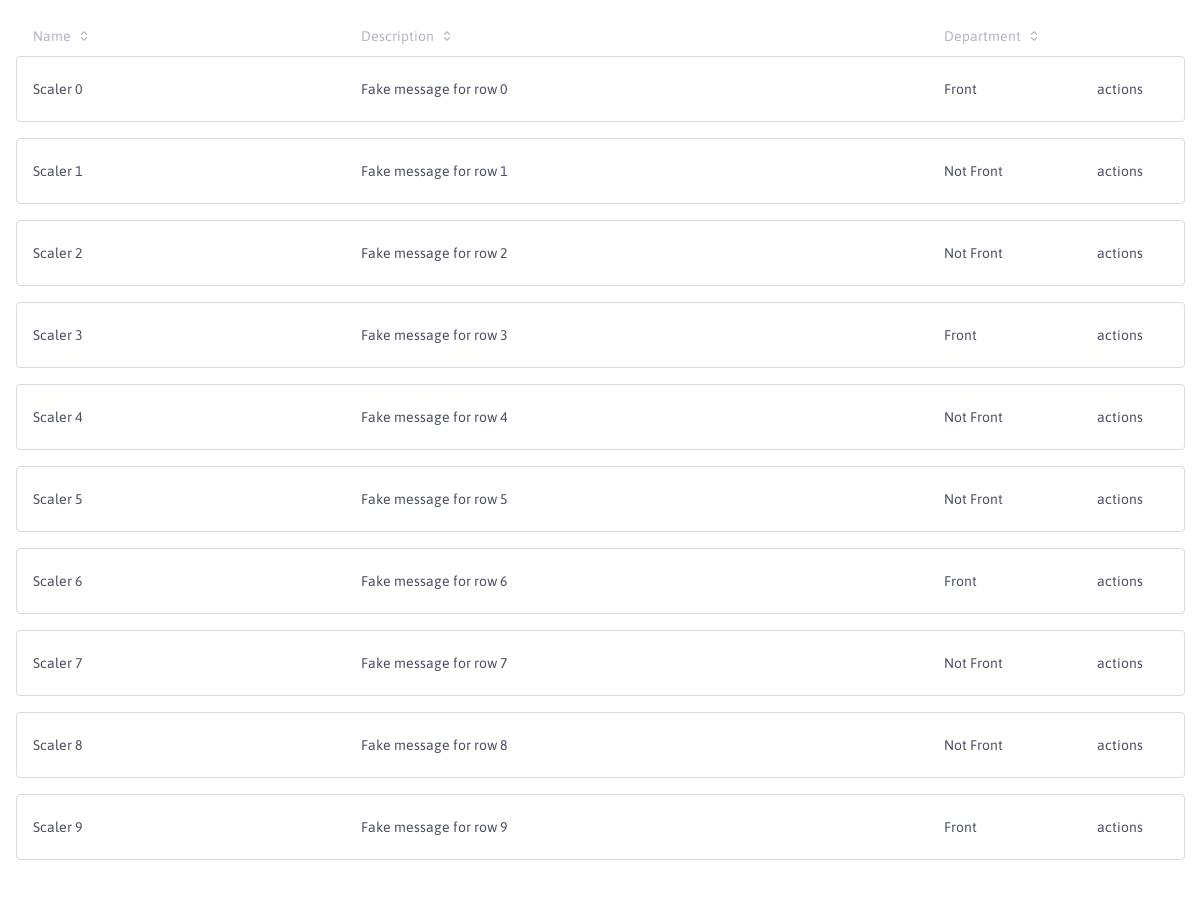 Name Description Department
Scaler 0 Fake message for row 0 Front actions
Scaler 1 Fake message for row 1 Not Front actions
Scaler 2 Fake message for row 2 Not Front actions
Scaler 3 Fake message for row 3 Front actions
Scaler 4 Fake message for row 4 Not Front actions
Scaler 5 Fake message for row 5 Not Front actions
Scaler 6 Fake message for row 6 Front actions
Scaler 7 Fake message for row 7 Not Front actions
Scaler 8 Fake message for row 8 Not Front actions
Scaler 9 Fake message for row 9 Front actions